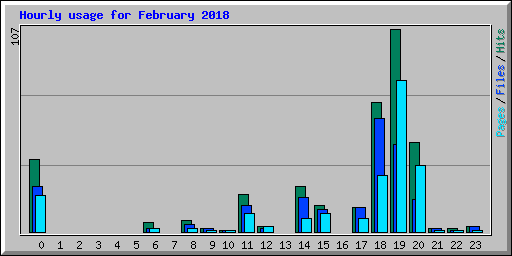 Hourly usage for February 2018
107
Pages/Files/Hits
0 1 2 3 4 5 6 7 8 9 10 11 12 13 14 15 16 17 18 19 20 21 22 23